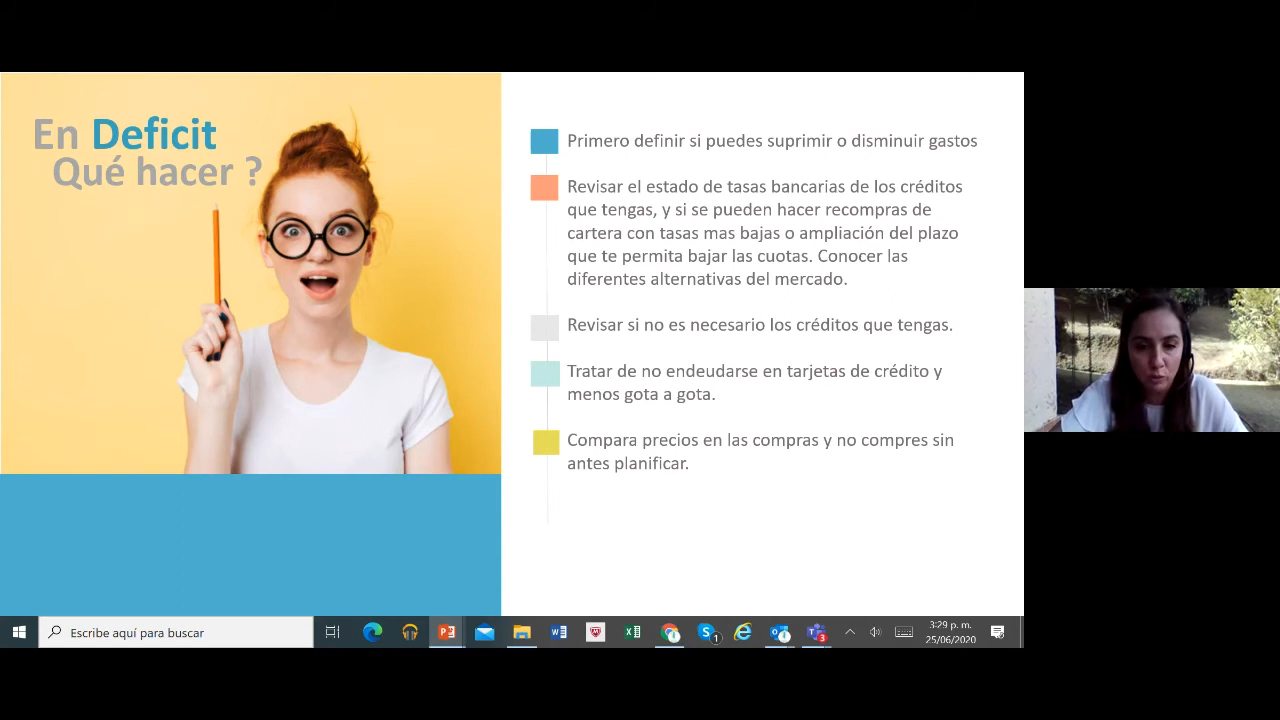 En Deficit
Qué hacer ?
Primero definir si puedes suprimir o disminuir gastos
Revisar el estado de tasas bancarias de los créditos
que tengas, y si se pueden hacer recompras de
cartera con tasas mas bajas o ampliación del plazo
que te permita bajar las cuotas. Conocer las
diferentes alternativas del mercado.
Revisar si no es necesario los créditos que tengas.
Tratar de no endeudarse en tarjetas de crédito y
menos gota a gota.
Compara precios en las compras y no compres sin
antes planificar.
Escribe aquí para buscar
1
3
3:29 p. m.
25/06/2020